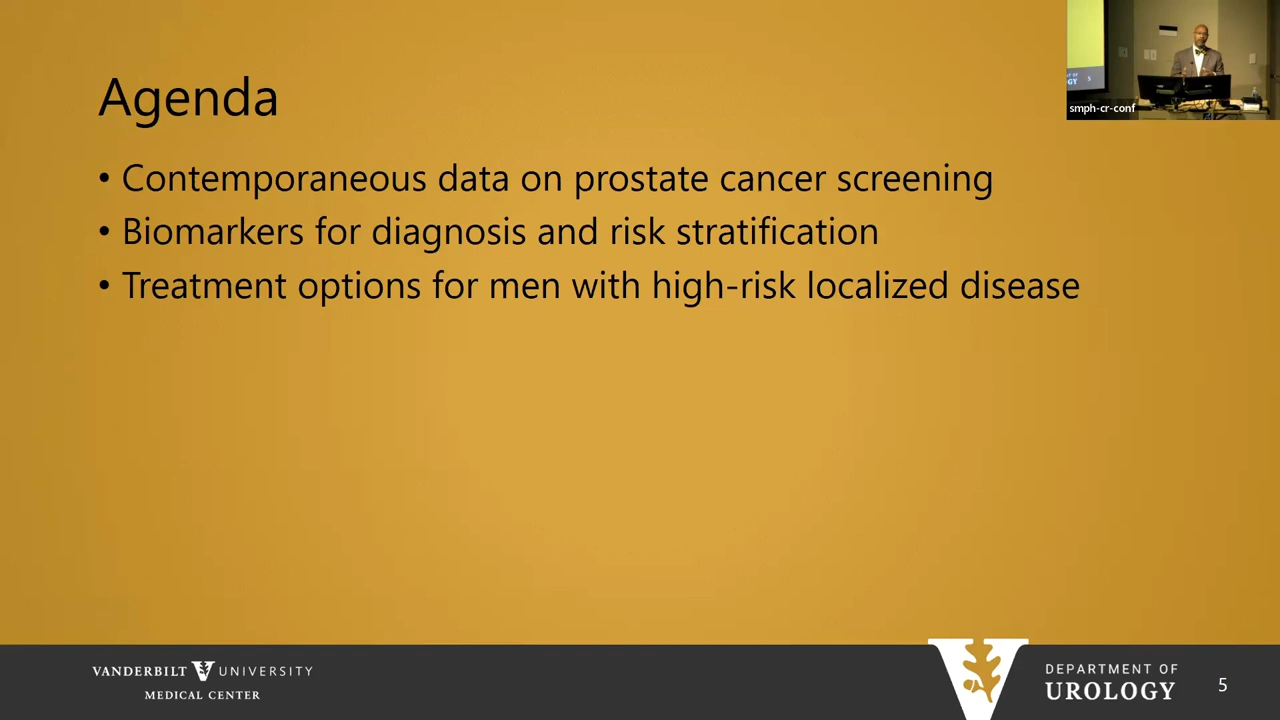 smph-cr-conf
Agenda
• Contemporaneous data on prostate cancer screening
• Biomarkers for diagnosis and risk stratification
• Treatment options for men with high-risk localized disease
VANDERBILT V UNIVERSITY
MEDICAL CENTER
DEPARTMENT OF
UROLOGY
5